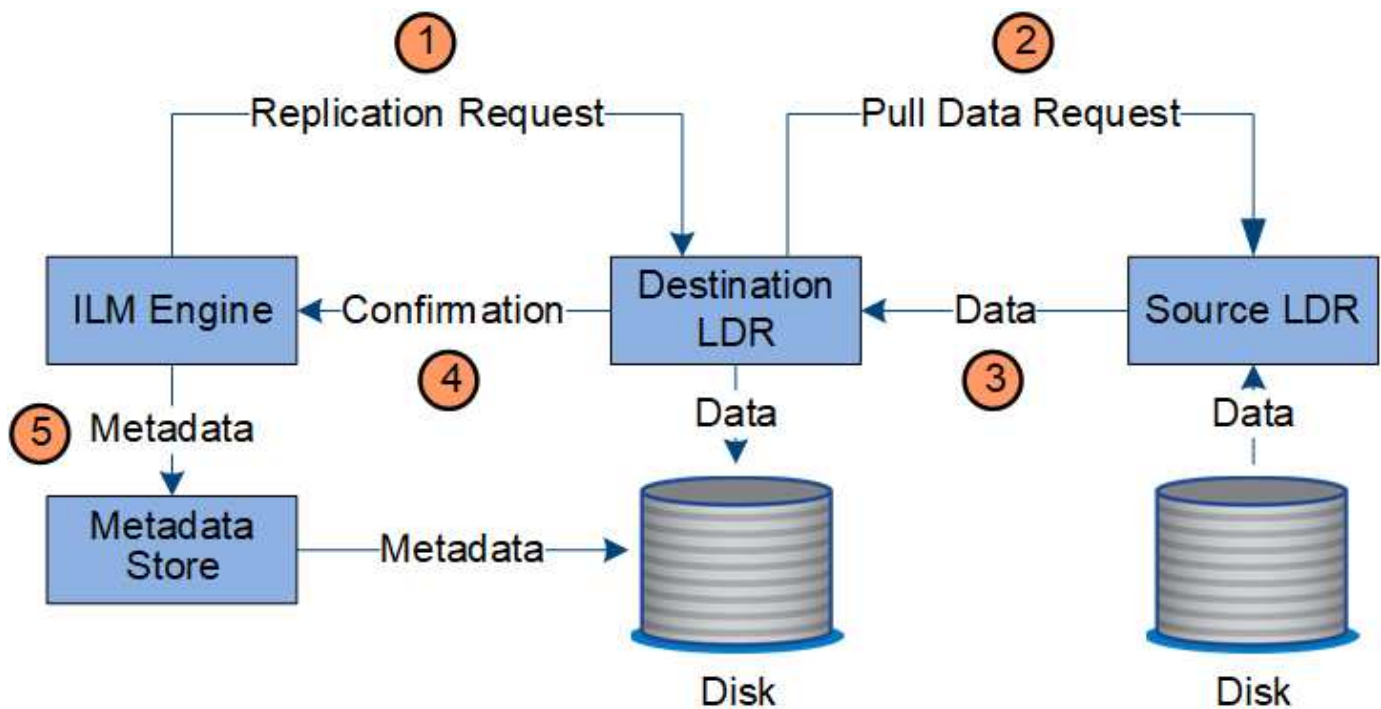 1
2
Replication Request
Pull Data Request
ILM Engine
Confirmation
Destination
LDR
Data
Source LDR
4
3
5
Metadata
Data
Data
Metadata
Store
Metadata
Disk
Disk